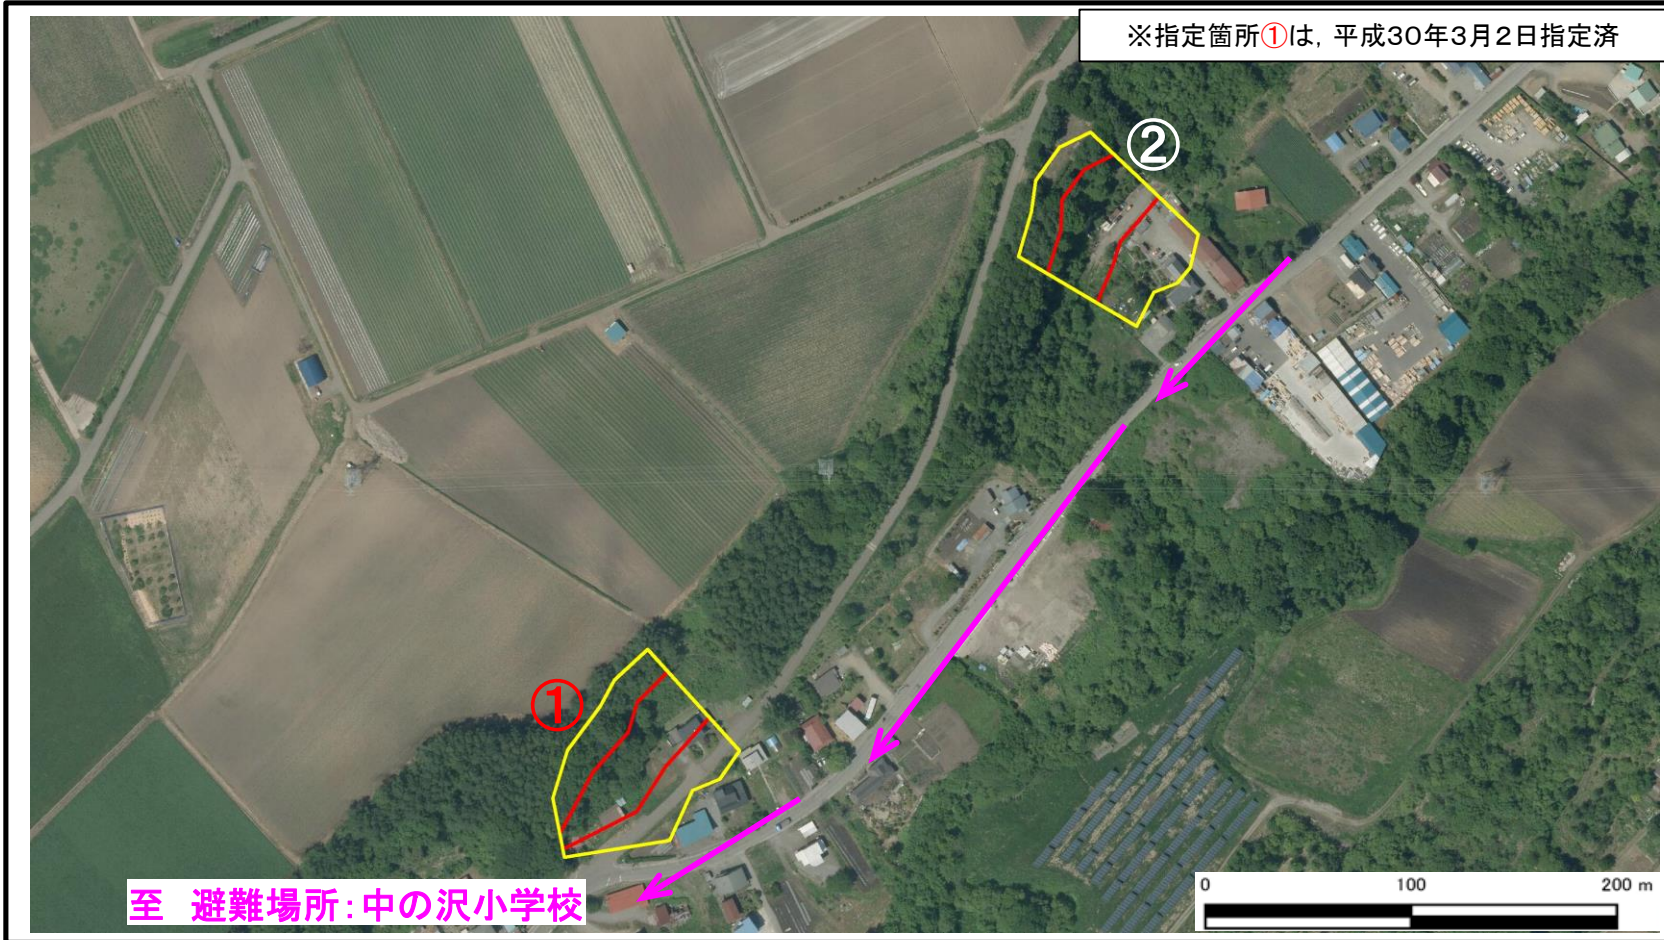 ※指定箇所①は，平成30年3月2日指定済
②
①
至　避難場所：中の沢小学校
0 100 200 m